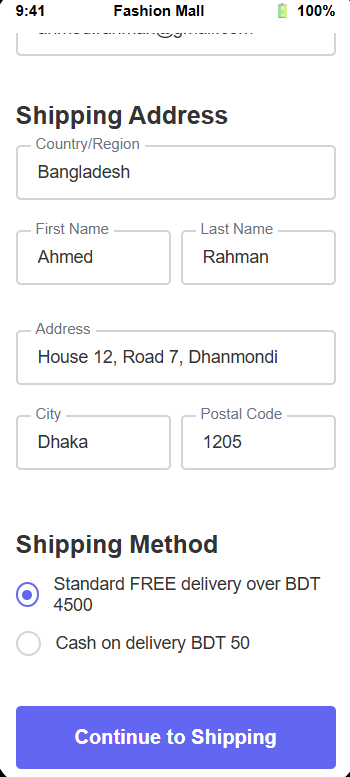 9:41 Fashion Mall 100%
Shipping Address
Country/Region
Bangladesh
First Name Last Name
Ahmed Rahman
Address
House 12, Road 7, Dhanmondi
City Postal Code
Dhaka 1205
Shipping Method
Standard FREE delivery over BDT
4500
Cash on delivery BDT 50
Continue to Shipping